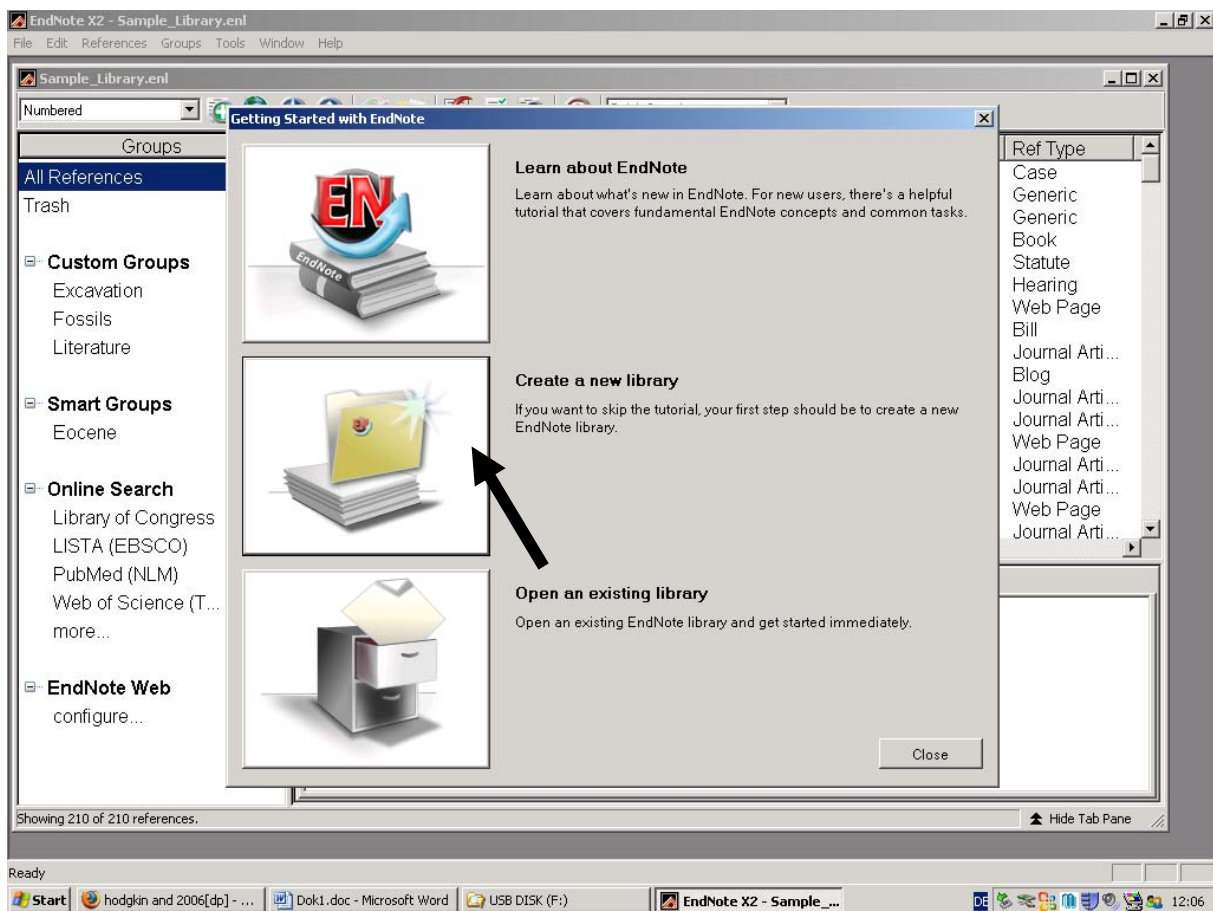 EndNote X2 - Sample_Library.enl
File Edit References Groups Tools Window Help
Sample_Library.enl
Numbered
Getting Started with EndNote
Groups
All References
Trash
Custom Groups
Excavation
Fossils
Literature
Smart Groups
Eocene
Online Search
Library of Congress
LISTA (EBSCO)
PubMed (NLM)
Web of Science (T...
more...
EndNote Web
configure...
EN
EndNote
Learn about EndNote
Learn about what's new in EndNote. For new users, there's a helpful
tutorial that covers fundamental EndNote concepts and common tasks.
EN
Create a new library
If you want to skip the tutorial, your first step should be to create a new
EndNote library.
Open an existing library
Open an existing EndNote library and get started immediately.
Close
Ref Type
Case
Generic
Generic
Book
Statute
Hearing
Web Page
Bill
Journal Arti...
Blog
Journal Arti...
Journal Arti...
Web Page
Journal Arti...
Journal Arti...
Web Page
Journal Arti...
Showing 210 of 210 references.
Hide Tab Pane
Ready
Start
hodgkin and 2006[dp] - ...
Dok1.doc - Microsoft Word
USB DISK (F:)
EndNote X2 - Sample_...
DE
12:06